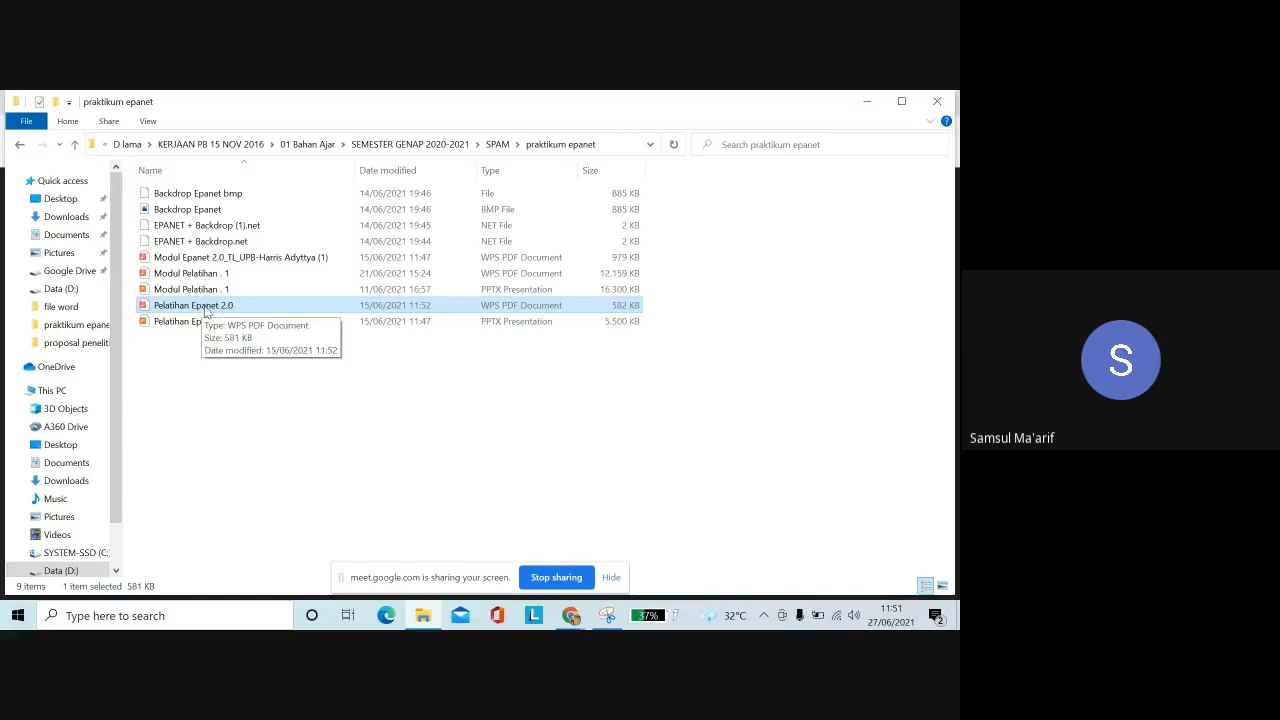 praktikum epanet
File Home Share View
« D lama > KERJAAN PB 15 NOV 2016 > 01 Bahan Ajar > SEMESTER GENAP 2020-2021 > SPAM > praktikum epanet
Search praktikum epanet
Name Date modified Type Size
Backdrop Epanet bmp 14/06/2021 19:46 File 885 KB
Backdrop Epanet 14/06/2021 19:46 BMP File 885 KB
EPANET + Backdrop (1).net 14/06/2021 19:45 NET File 2 KB
EPANET + Backdrop.net 14/06/2021 19:44 NET File 2 KB
Modul Epanet 2.0_TL_UPB-Harris Adyttya (1) 15/06/2021 11:47 WPS PDF Document 979 KB
Modul Pelatihan . 1 21/06/2021 15:24 WPS PDF Document 12.159 KB
Modul Pelatihan . 1 11/06/2021 16:57 PPTX Presentation 16.300 KB
Pelatihan Epanet 2.0 15/06/2021 11:52 WPS PDF Document 582 KB
Pelatihan Ep 15/06/2021 11:47 PPTX Presentation 5.500 KB
Type: WPS PDF Document
Size: 581 KB
Date modified: 15/06/2021 11:52
Quick access
Desktop
Downloads
Documents
Pictures
Google Drive
Data (D:)
file word
praktikum epane
proposal peneliti
OneDrive
This PC
3D Objects
A360 Drive
Desktop
Documents
Downloads
Music
Pictures
Videos
SYSTEM-SSD (C:
Data (D:)
9 items 1 item selected 581 KB
meet.google.com is sharing your screen. Stop sharing Hide
Type here to search
L
37%
32°C
11:51
27/06/2021
2
S
Samsul Ma'arif